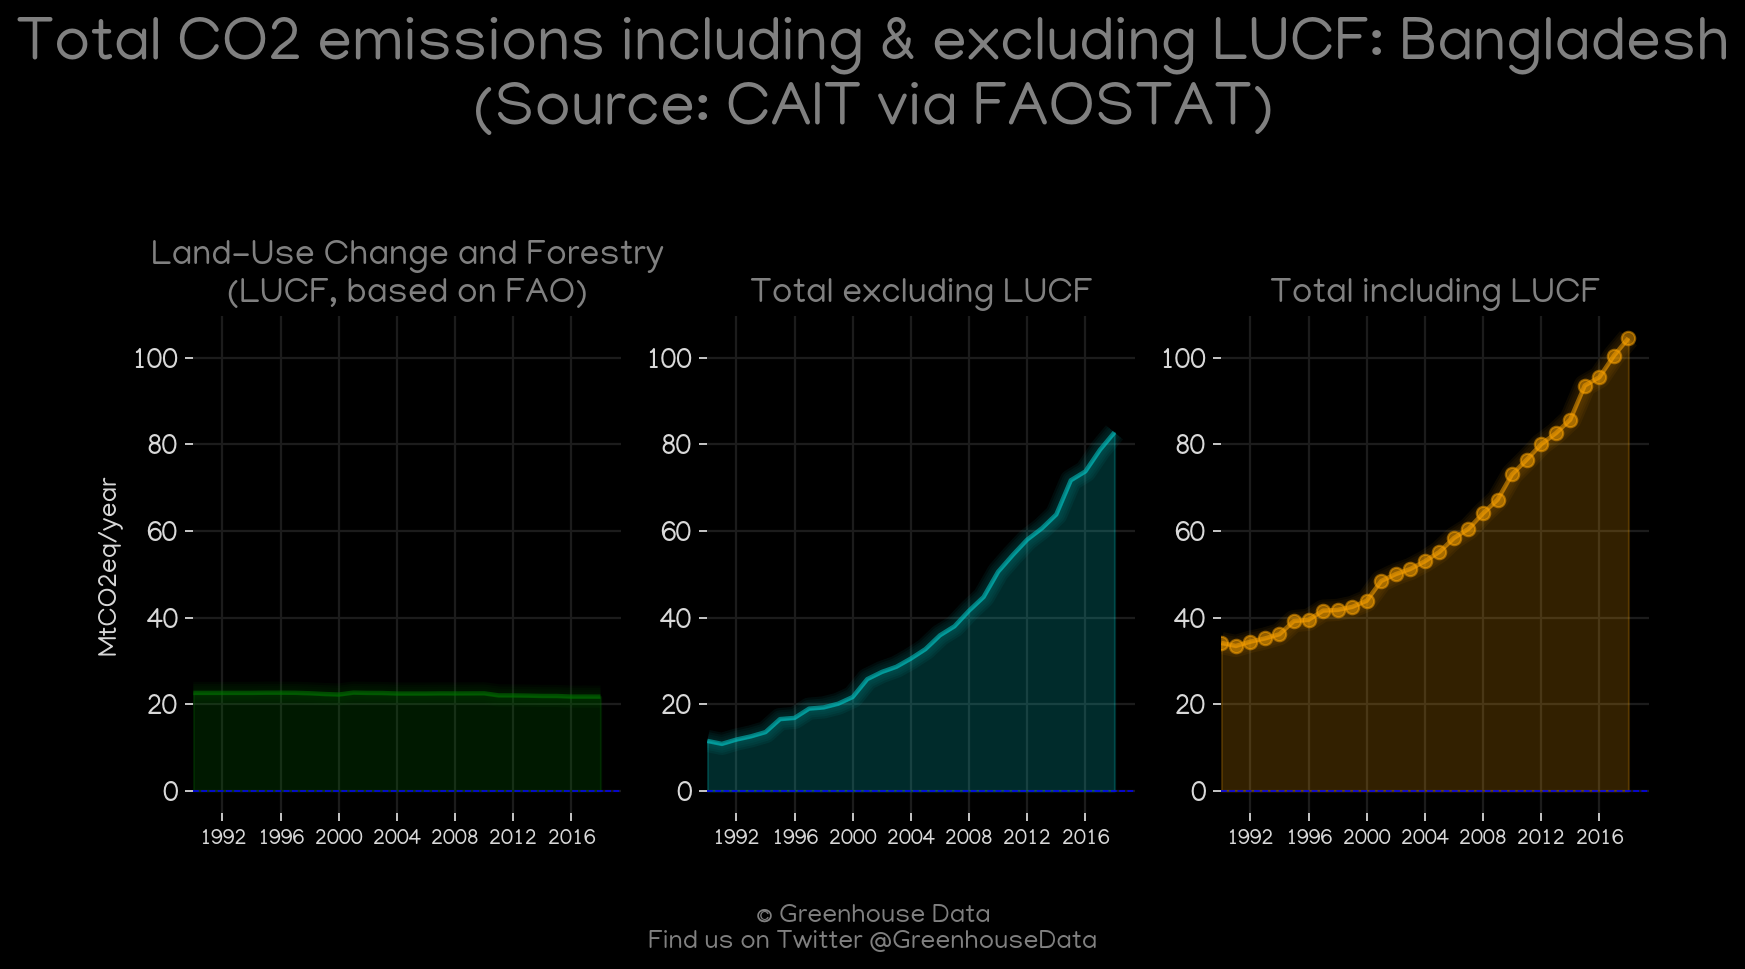 Total CO2 emissions including & excluding LUCF: Bangladesh
(Source: CAIT via FAOSTAT)
Land-Use Change and Forestry
(LUCF, based on FAO)
Total excluding LUCF
Total including LUCF
MtCO2eq/year
100
80
60
40
20
0
1992 1996 2000 2004 2008 2012 2016
100
80
60
40
20
0
1992 1996 2000 2004 2008 2012 2016
100
80
60
40
20
0
1992 1996 2000 2004 2008 2012 2016
© Greenhouse Data
Find us on Twitter @GreenhouseData